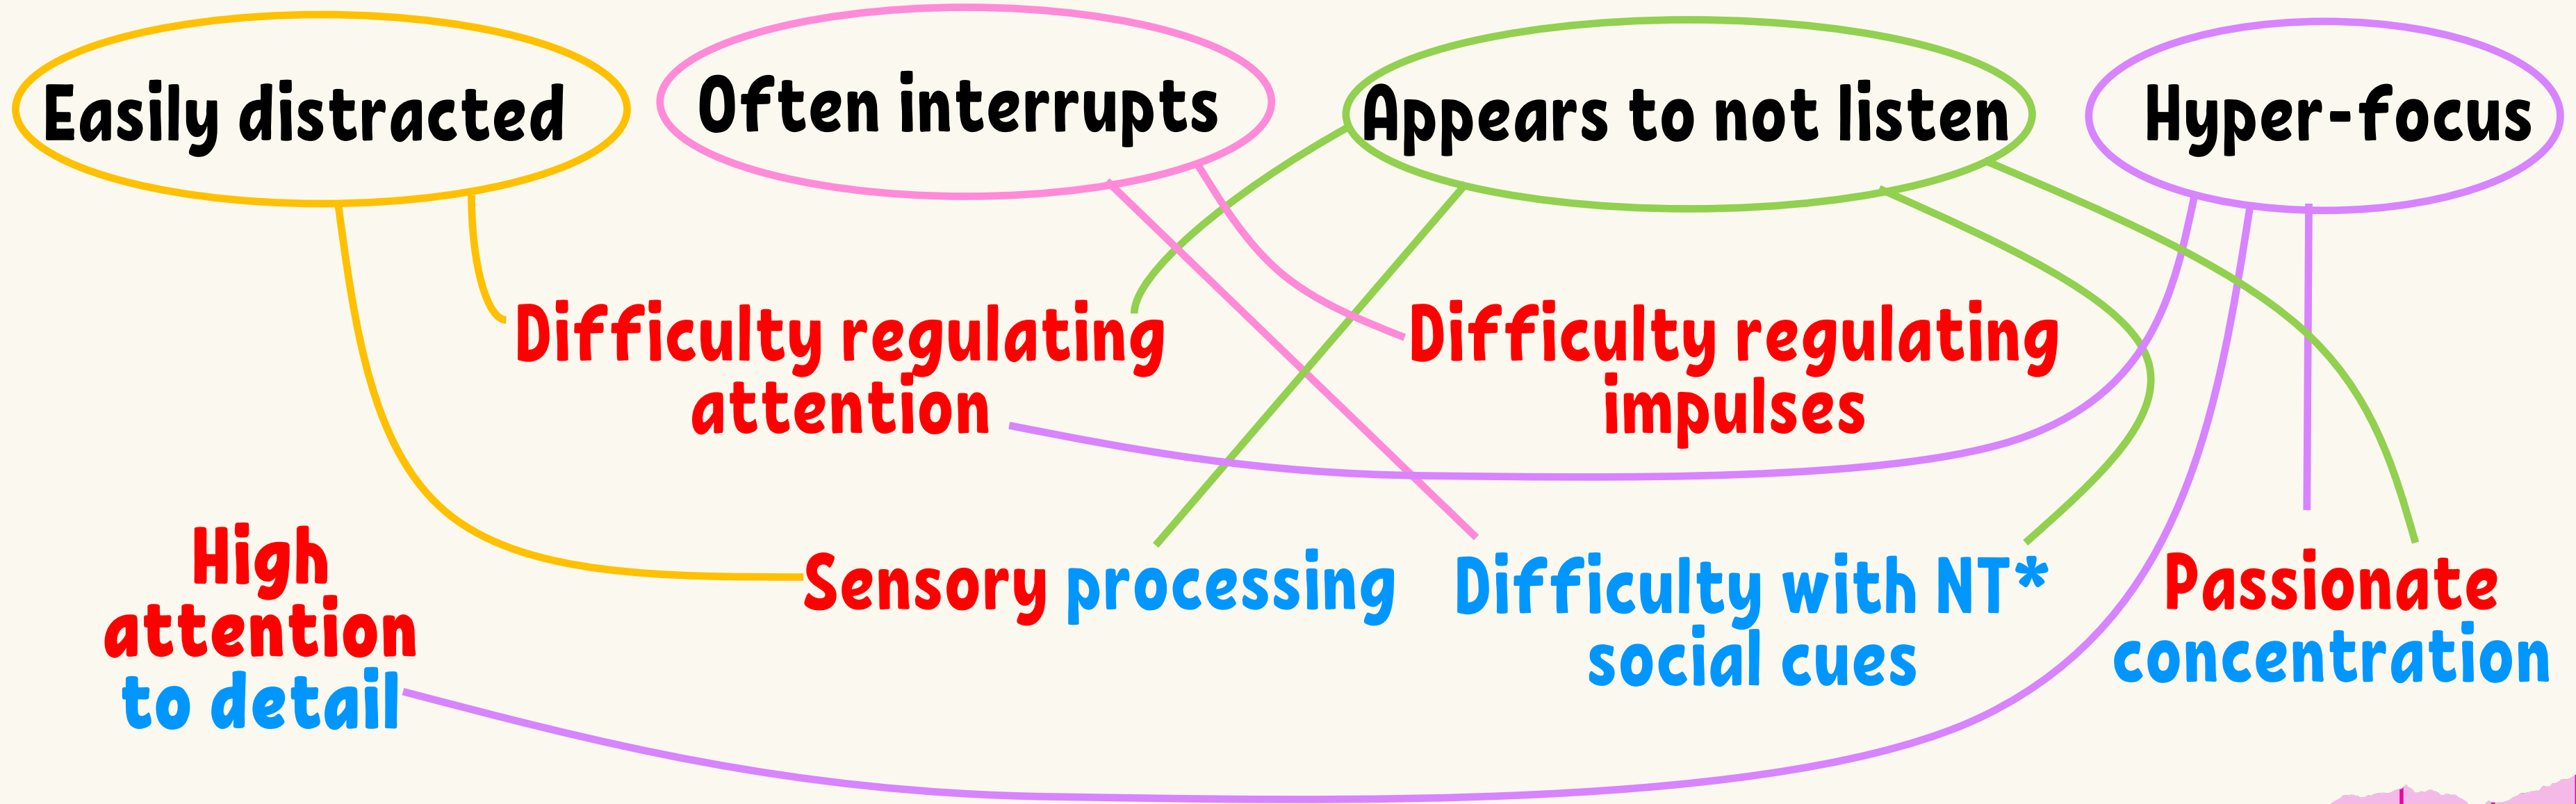 Easily distracted
Often interrupts
Appears to not listen
Hyper-focus
Difficulty regulating
attention
Difficulty regulating
impulses
High
attention
to detail
Sensory processing
Difficulty with NT*
social cues
Passionate
concentration